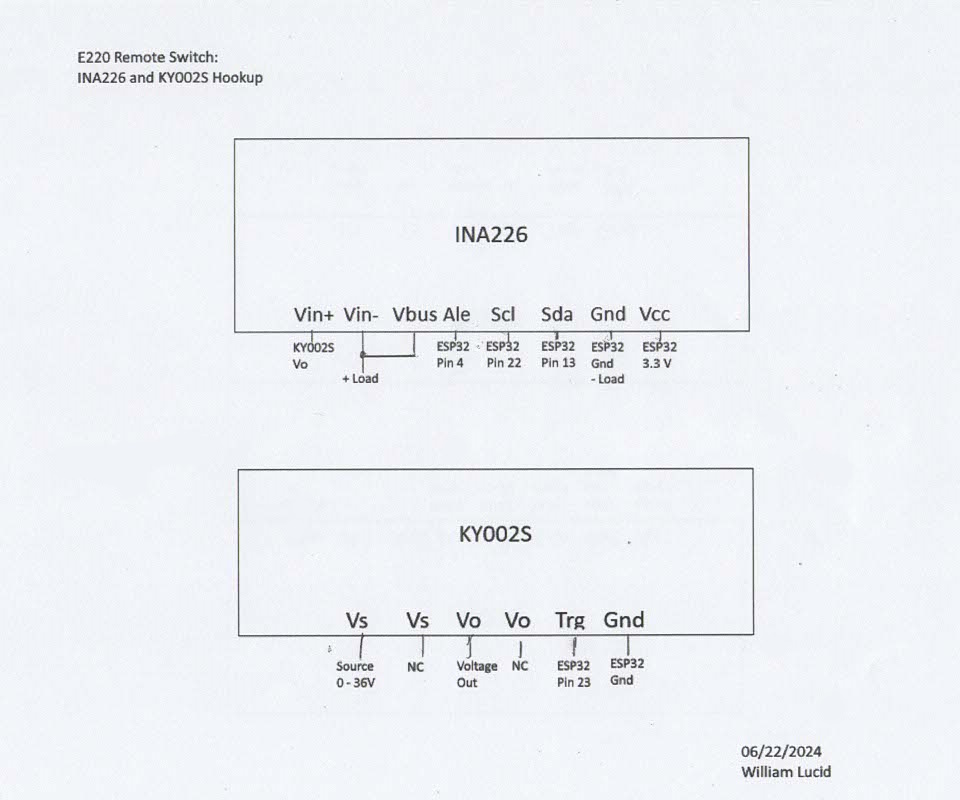 E220 Remote Switch:
INA226 and KY002S Hookup
INA226
Vin+ Vin- Vbus Ale Scl Sda Gnd Vcc
KY002S ESP32 ESP32 ESP32 ESP32 ESP32
Vo Pin 4 Pin 22 Pin 13 Gnd 3.3 V
+ Load - Load
KY002S
Vs Vs Vo Vo Trg Gnd
Source NC Voltage NC ESP32 ESP32
0 - 36V Out Pin 23 Gnd
06/22/2024
William Lucid